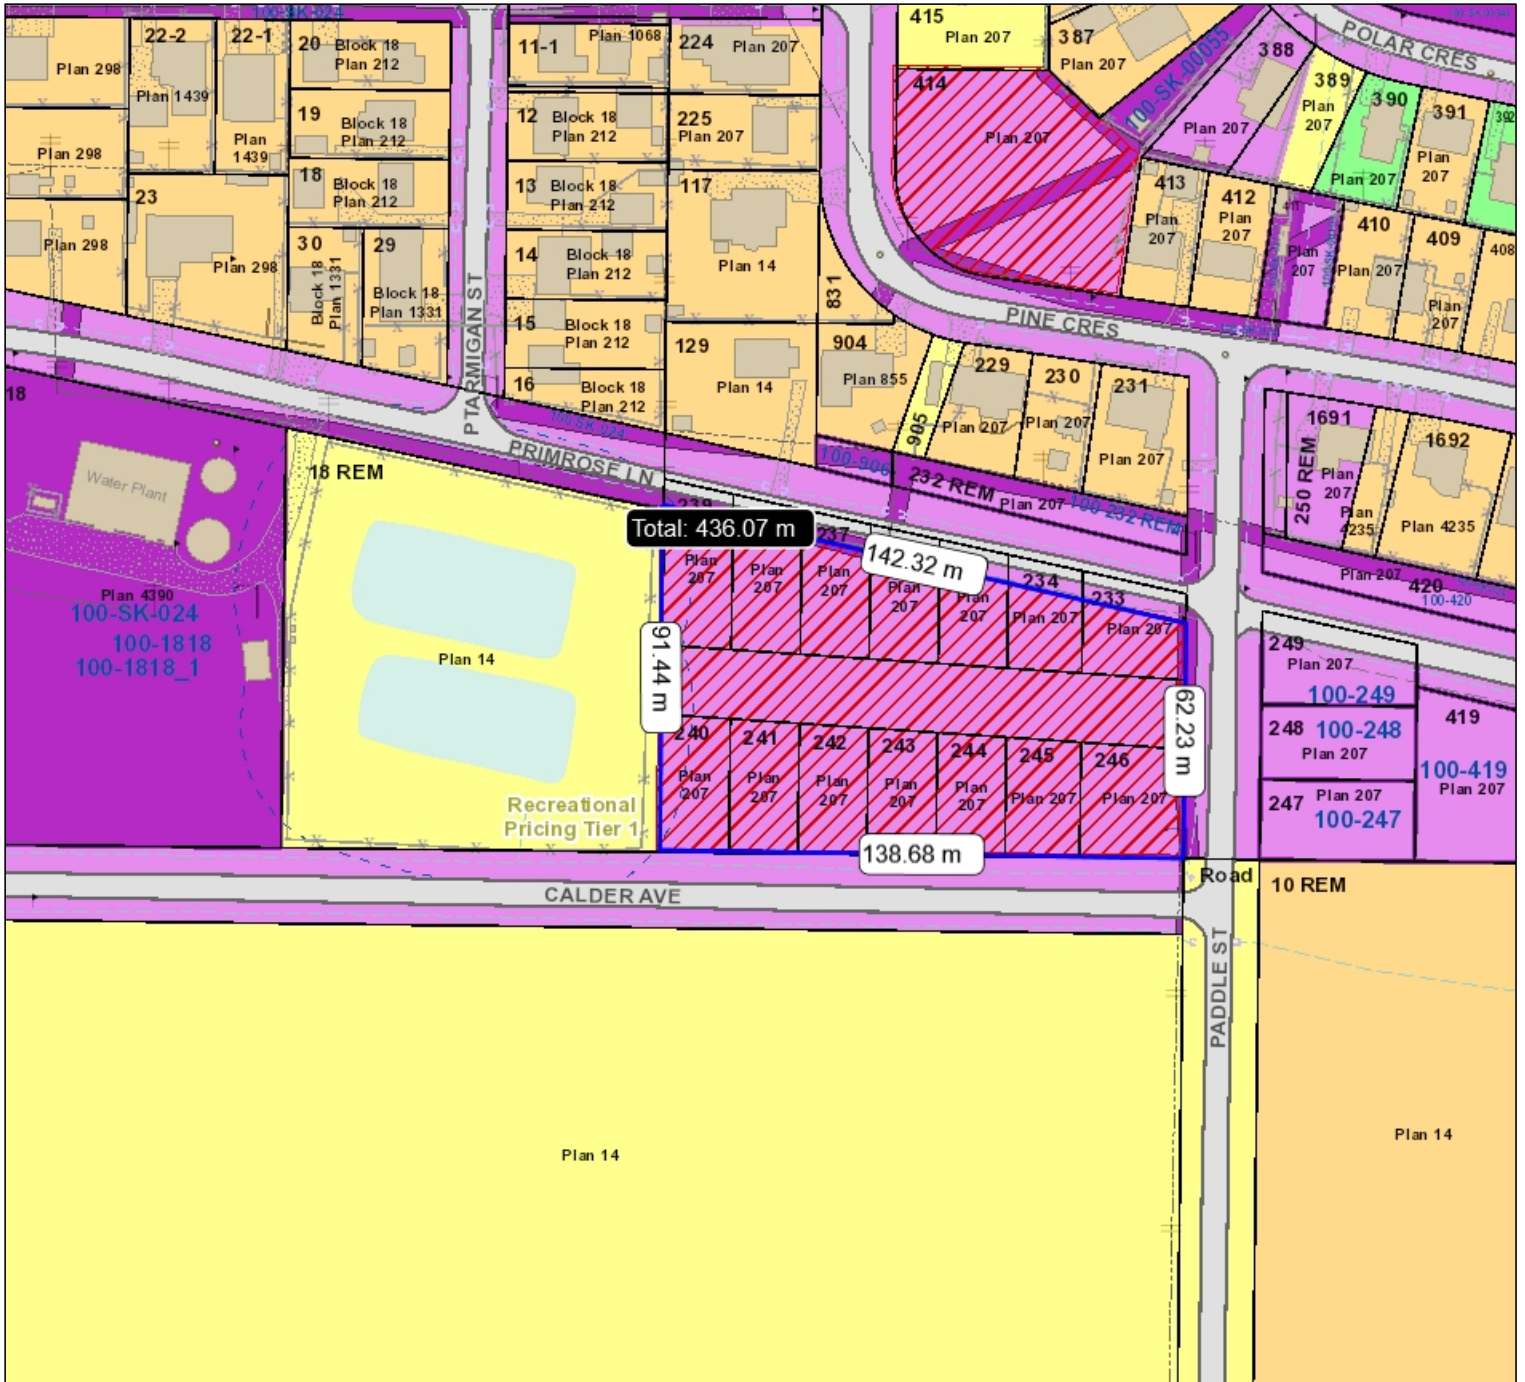 100-SK-024
415
Plan 207
387
Plan 207
POLAR CRES
388
100-SK-00055
389
Plan
207
390
391
392
22-2
22-1
20
Block 18
Plan 212
11-1
Plan 1068
224
Plan 207
Plan 298
Plan 1439
414
Plan 207
Plan 207
19
Block 18
Plan 212
12
Block 18
Plan 212
225
Plan 207
Plan
1439
Plan 298
Plan
207
Plan 207
18
Block 18
Plan 212
13
Block 18
Plan 212
117
413
Plan
207
412
Plan
207
411
Plan
207
410
Plan 207
409
Plan
207
408
23
Plan 298
Plan 298
30
Block 18
Plan 1331
29
Block 18
Plan 1331
14
Block 18
Plan 212
Plan 14
831
PTARMIGAN ST
15
Block 18
Plan 212
PINE CRES
129
Plan 14
904
Plan 855
905
229
Plan 207
230
Plan 207
231
Plan 207
16
Block 18
Plan 212
100-SK-024
18
1691
Plan
207
Plan
4235
1692
Plan 4235
250 REM
PRIMROSE LN
100-906
232 REM
Plan 207
100-232 REM
Water Plant
18 REM
239
Total: 436.07 m
237
142.32 m
234
233
Plan
207
Plan
207
Plan
207
Plan
207
Plan
207
Plan 207
Plan 207
Plan 207
420
100-420
Plan 4390
100-SK-024
100-1818
100-1818_1
Plan 14
91.44 m
62.23 m
249
Plan 207
100-249
248
100-248
Plan 207
419
100-419
Plan 207
247
Plan 207
100-247
240
Plan
207
241
Plan
207
242
Plan
207
243
Plan
207
244
Plan
207
245
Plan 207
246
Plan 207
Recreational
Pricing Tier 1
138.68 m
CALDER AVE
Road
10 REM
PADDLE ST
Plan 14
Plan 14